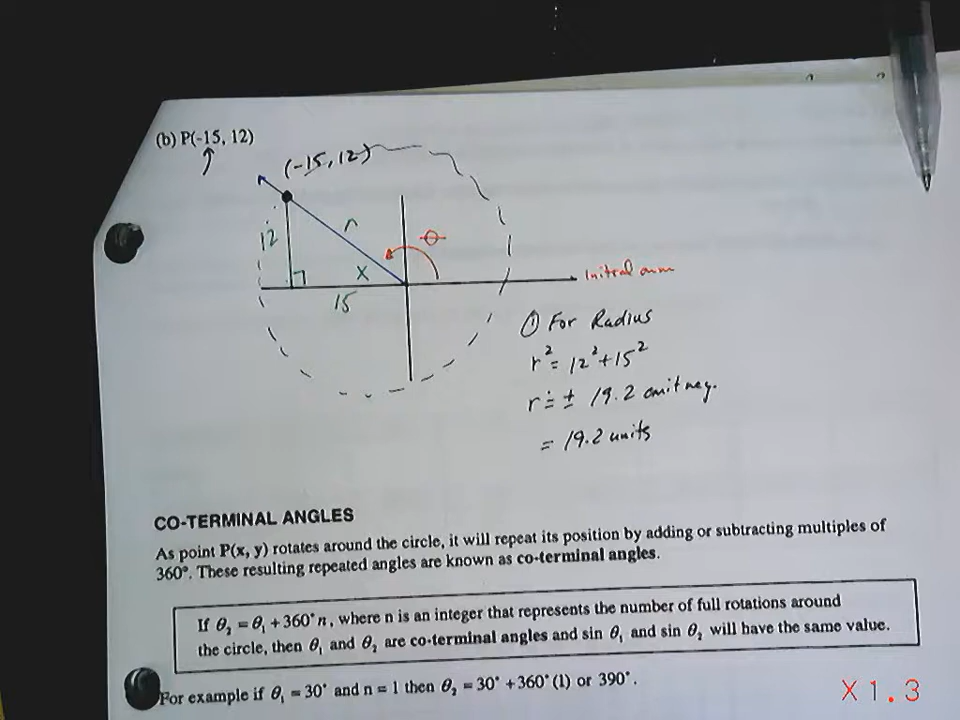 (b) P(-15, 12)
(-15, 12)
12
r
θ
x
15
Initial arm
① For Radius
r² = 12² + 15²
r ≐ ± 19.2 omit neg.
= 19.2 units
CO-TERMINAL ANGLES
As point P(x, y) rotates around the circle, it will repeat its position by adding or subtracting multiples of
360°. These resulting repeated angles are known as co-terminal angles.
If θ₂ = θ₁ + 360° n, where n is an integer that represents the number of full rotations around
the circle, then θ₁ and θ₂ are co-terminal angles and sin θ₁ and sin θ₂ will have the same value.
For example if θ₁ = 30° and n = 1 then θ₂ = 30° + 360° (1) or 390°.
X1.3